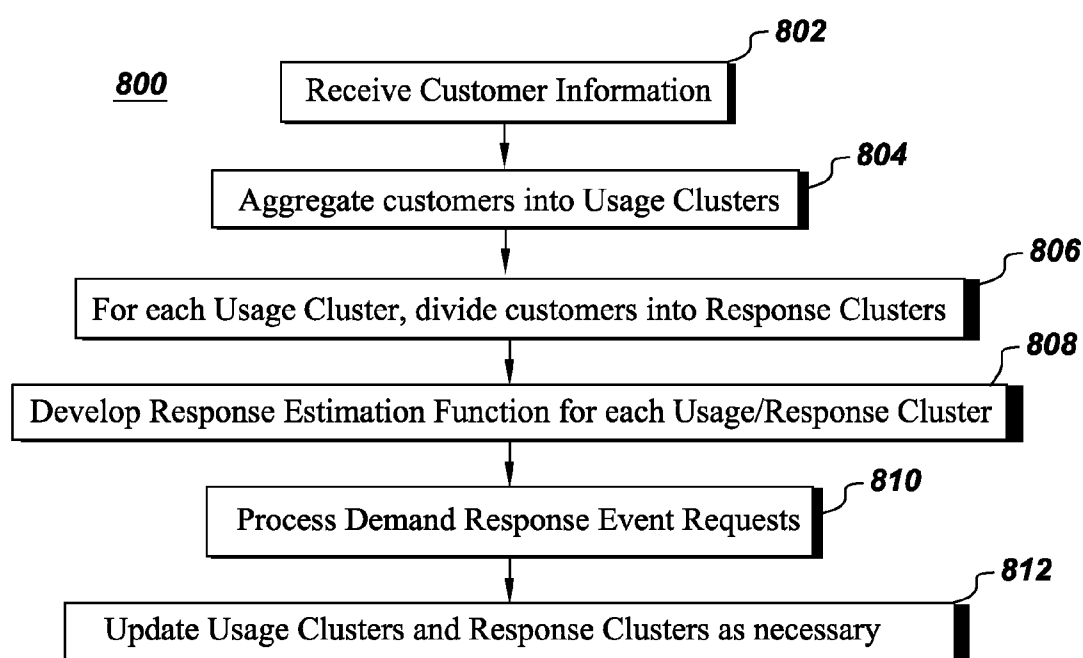 802
800
Receive Customer Information
804
Aggregate customers into Usage Clusters
806
For each Usage Cluster, divide customers into Response Clusters
808
Develop Response Estimation Function for each Usage/Response Cluster
810
Process Demand Response Event Requests
812
Update Usage Clusters and Response Clusters as necessary